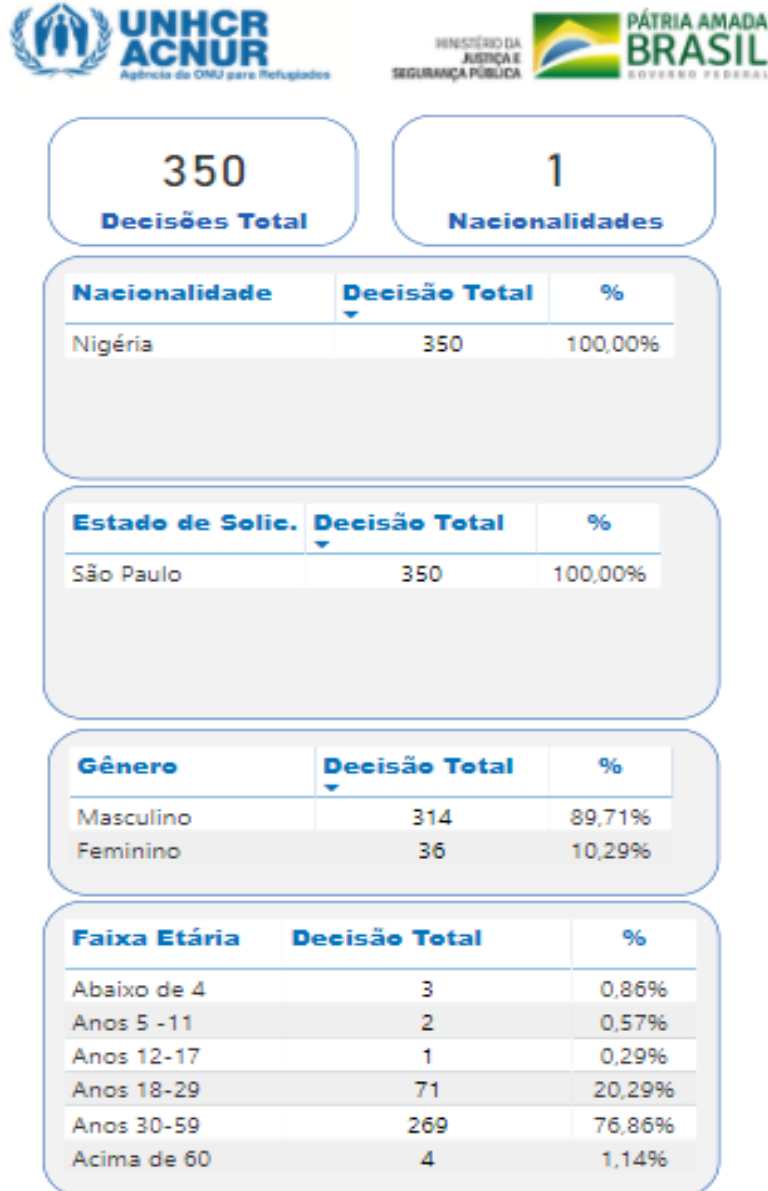 UNHCR
ACNUR
Agência da ONU para Refugiados
MINISTÉRIO DA
JUSTIÇA E
SEGURANÇA PÚBLICA
PÁTRIA AMADA
BRASIL
GOVERNO FEDERAL
350
Decisões Total
1
Nacionalidades
Nacionalidade Decisão Total %
Nigéria 350 100,00%
Estado de Solic. Decisão Total %
São Paulo 350 100,00%
Gênero Decisão Total %
Masculino 314 89,71%
Feminino 36 10,29%
Faixa Etária Decisão Total %
Abaixo de 4 3 0,86%
Anos 5 -11 2 0,57%
Anos 12-17 1 0,29%
Anos 18-29 71 20,29%
Anos 30-59 269 76,86%
Acima de 60 4 1,14%